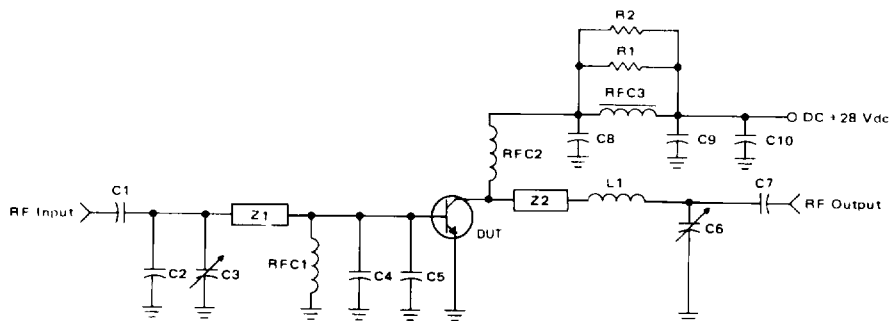 R2
R1
RFC3
DC +28 Vdc
C8
C9
C10
RFC2
C1
L1
C7
RF Input
Z1
Z2
RF Output
DUT
C6
C2
C3
RFC1
C4
C5